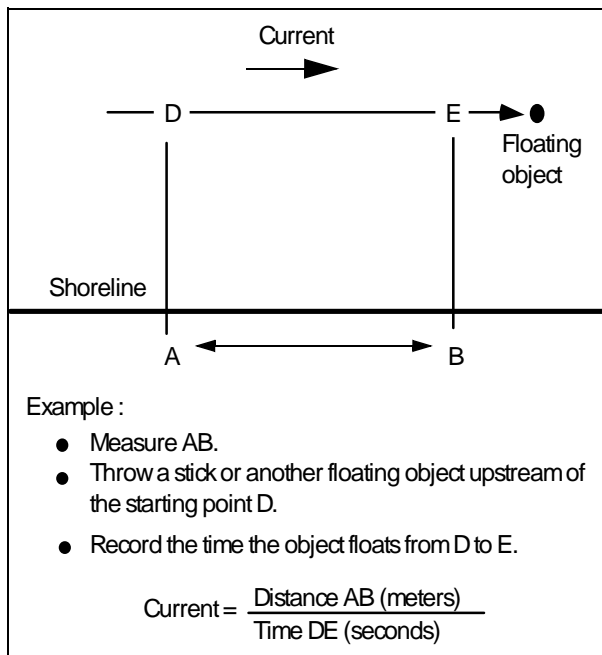 Current
D
E
Floating
object
Shoreline
A
B
Example :
● Measure AB.
● Throw a stick or another floating object upstream of
the starting point D.
● Record the time the object floats from D to E.
Current = Distance AB (meters)
Time DE (seconds)